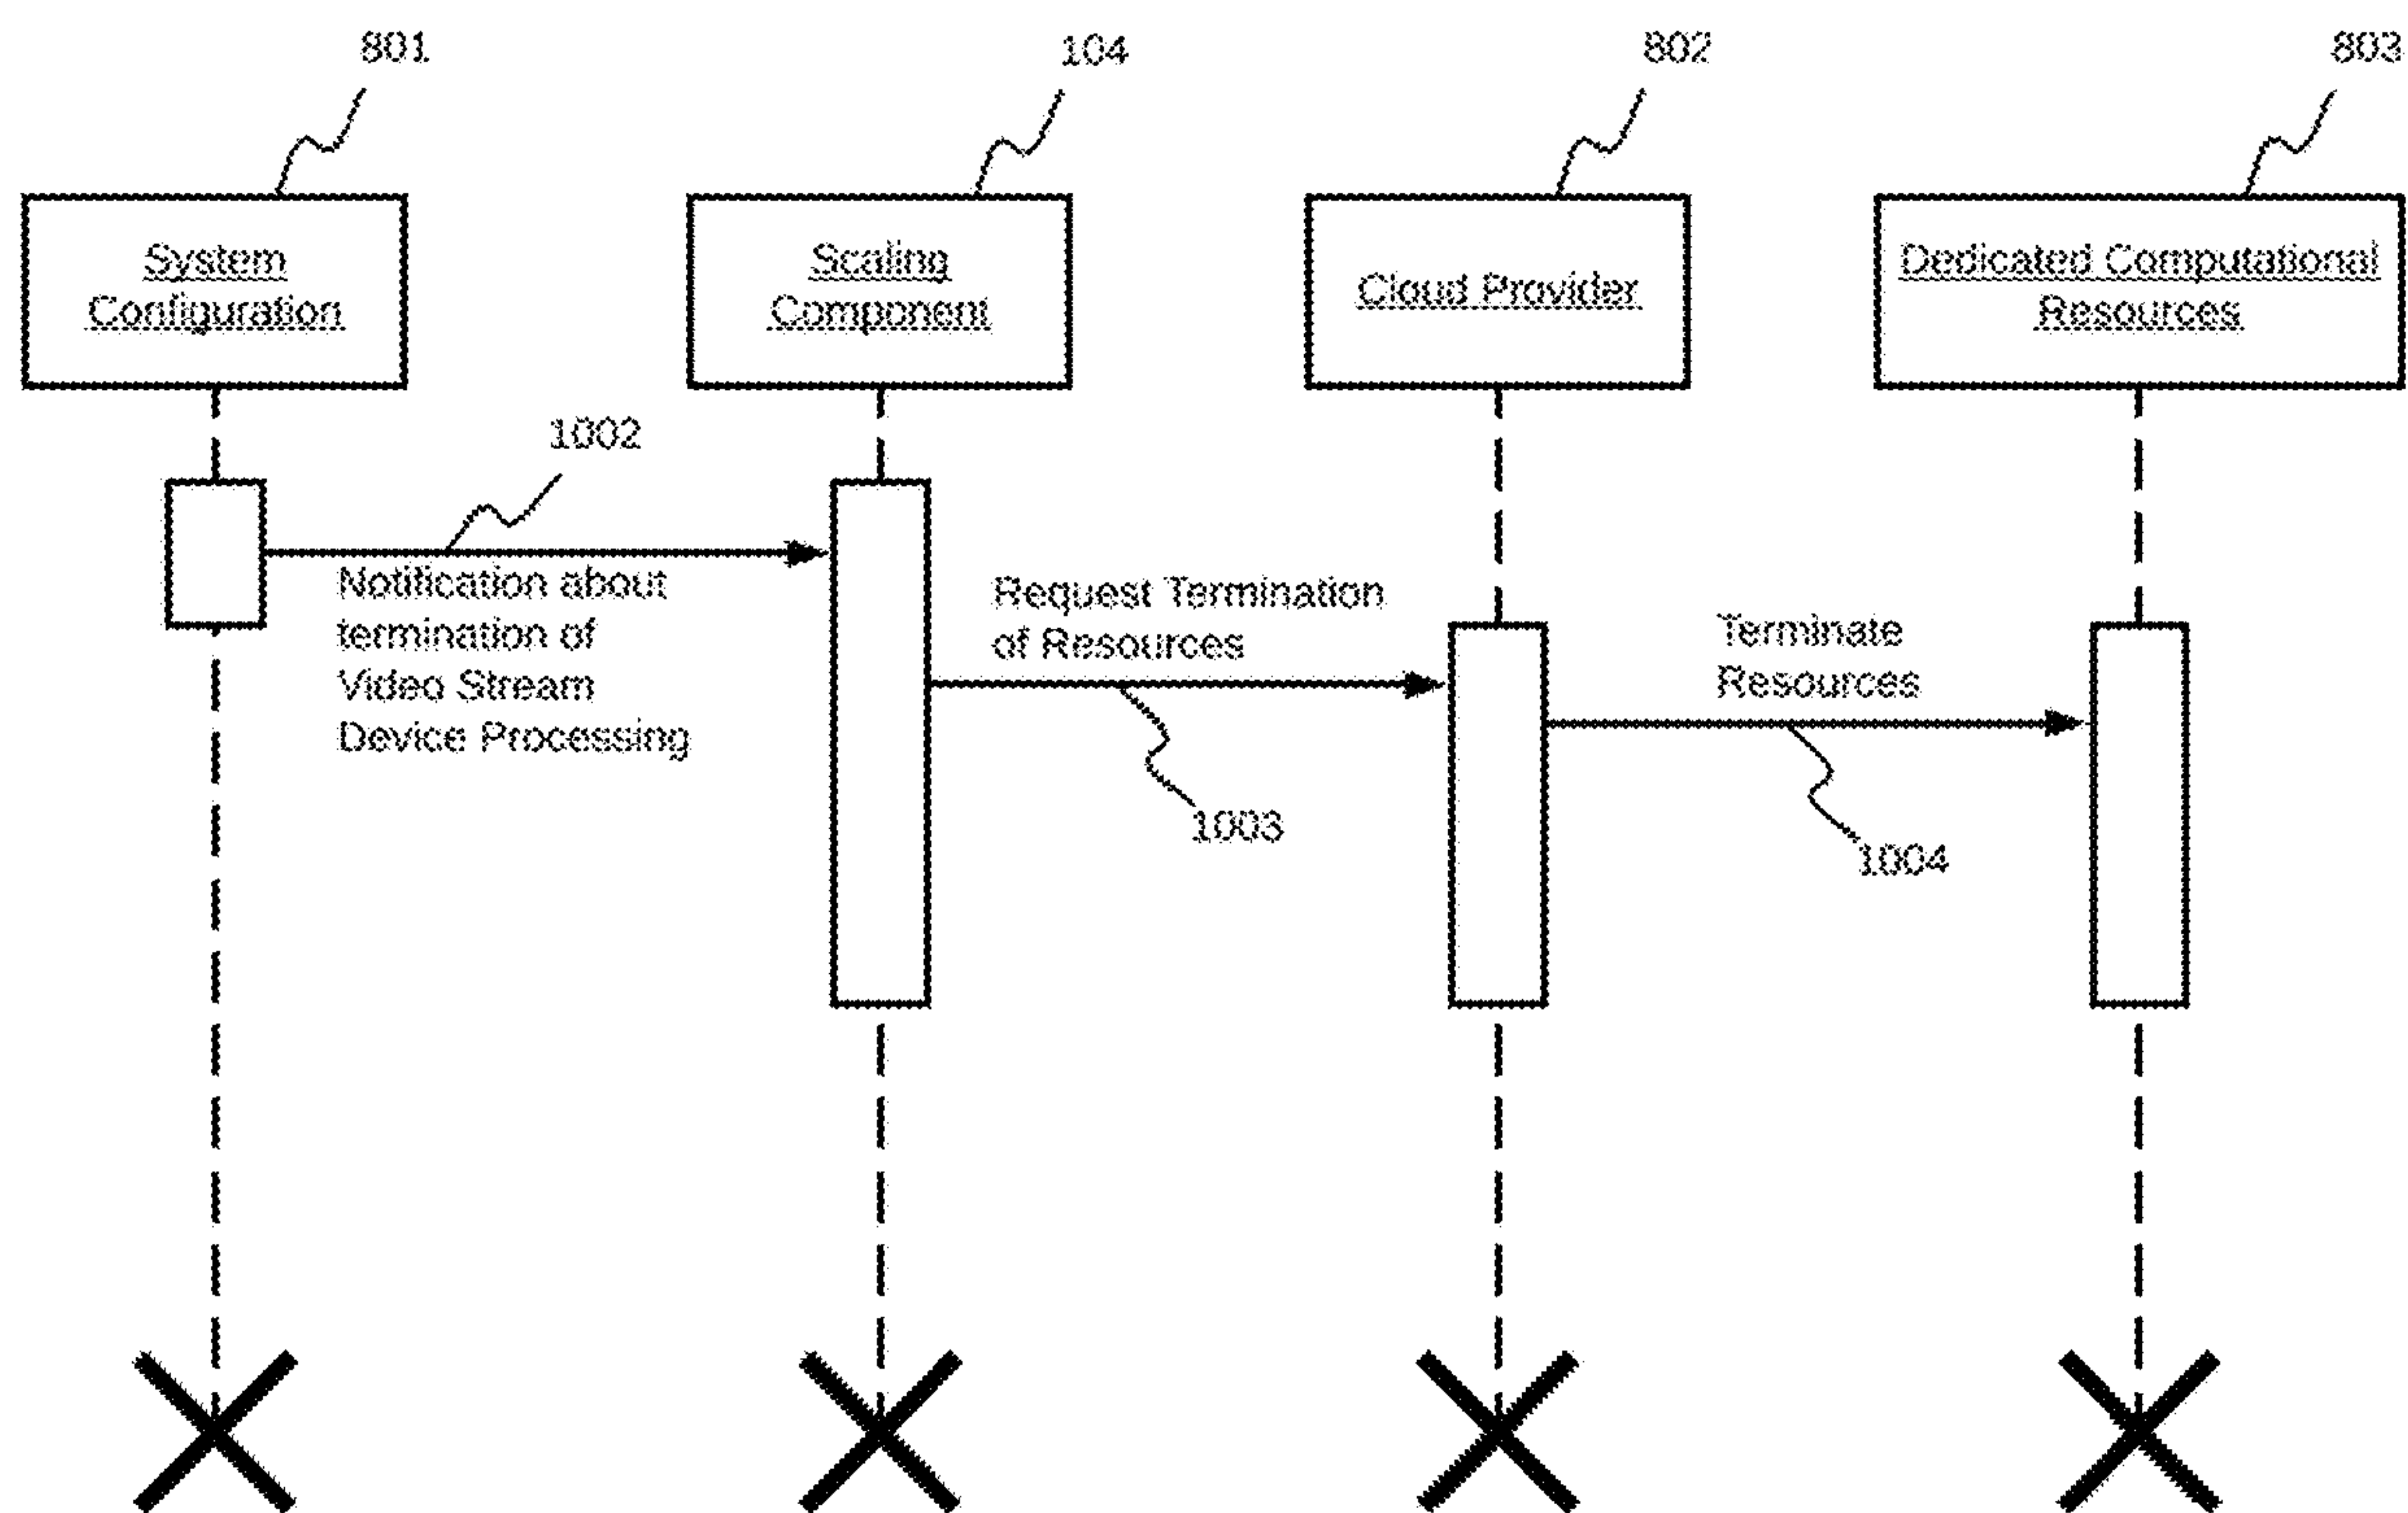 801
104
802
803
System
Configuration
Scaling
Component
Cloud Provider
Dedicated Computational
Resources
1002
Notification about
termination of
Video Stream
Device Processing
Request Termination
of Resources
1003
Terminate
Resources
1004